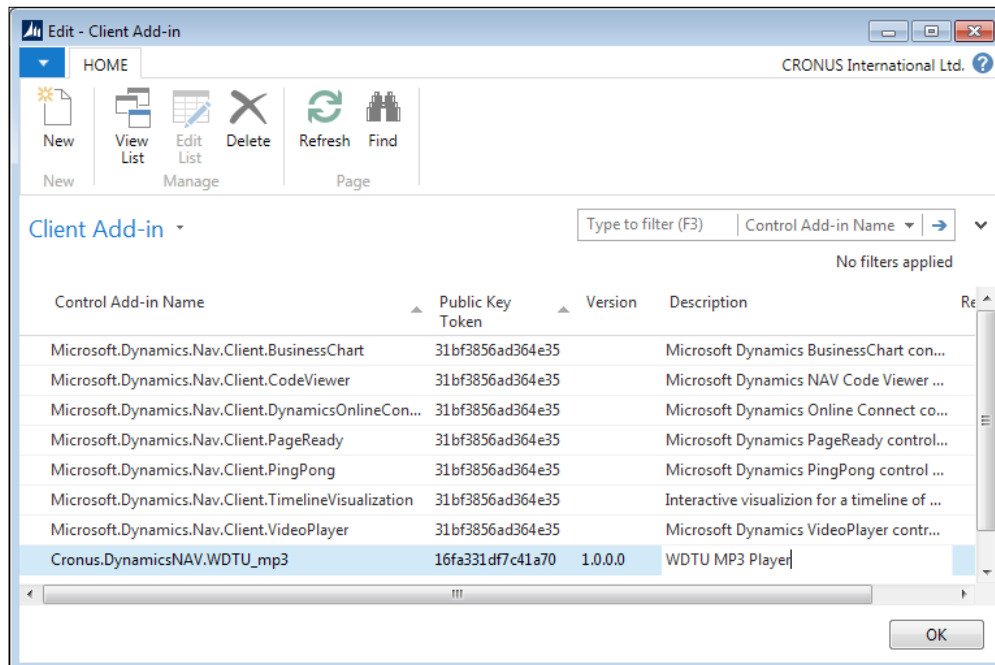 Edit - Client Add-in
HOME
CRONUS International Ltd.
New
View List
Edit List
Delete
Refresh
Find
New
Manage
Page
Client Add-in
Type to filter (F3)
Control Add-in Name
No filters applied
Control Add-in Name Public Key Token Version Description Re
Microsoft.Dynamics.Nav.Client.BusinessChart 31bf3856ad364e35 Microsoft Dynamics BusinessChart con...
Microsoft.Dynamics.Nav.Client.CodeViewer 31bf3856ad364e35 Microsoft Dynamics NAV Code Viewer ...
Microsoft.Dynamics.Nav.Client.DynamicsOnlineCon... 31bf3856ad364e35 Microsoft Dynamics Online Connect co...
Microsoft.Dynamics.Nav.Client.PageReady 31bf3856ad364e35 Microsoft Dynamics PageReady control...
Microsoft.Dynamics.Nav.Client.PingPong 31bf3856ad364e35 Microsoft Dynamics PingPong control ...
Microsoft.Dynamics.Nav.Client.TimelineVisualization 31bf3856ad364e35 Interactive visualizion for a timeline of ...
Microsoft.Dynamics.Nav.Client.VideoPlayer 31bf3856ad364e35 Microsoft Dynamics VideoPlayer contr...
Cronus.DynamicsNAV.WDTU_mp3 16fa331df7c41a70 1.0.0.0 WDTU MP3 Player
OK